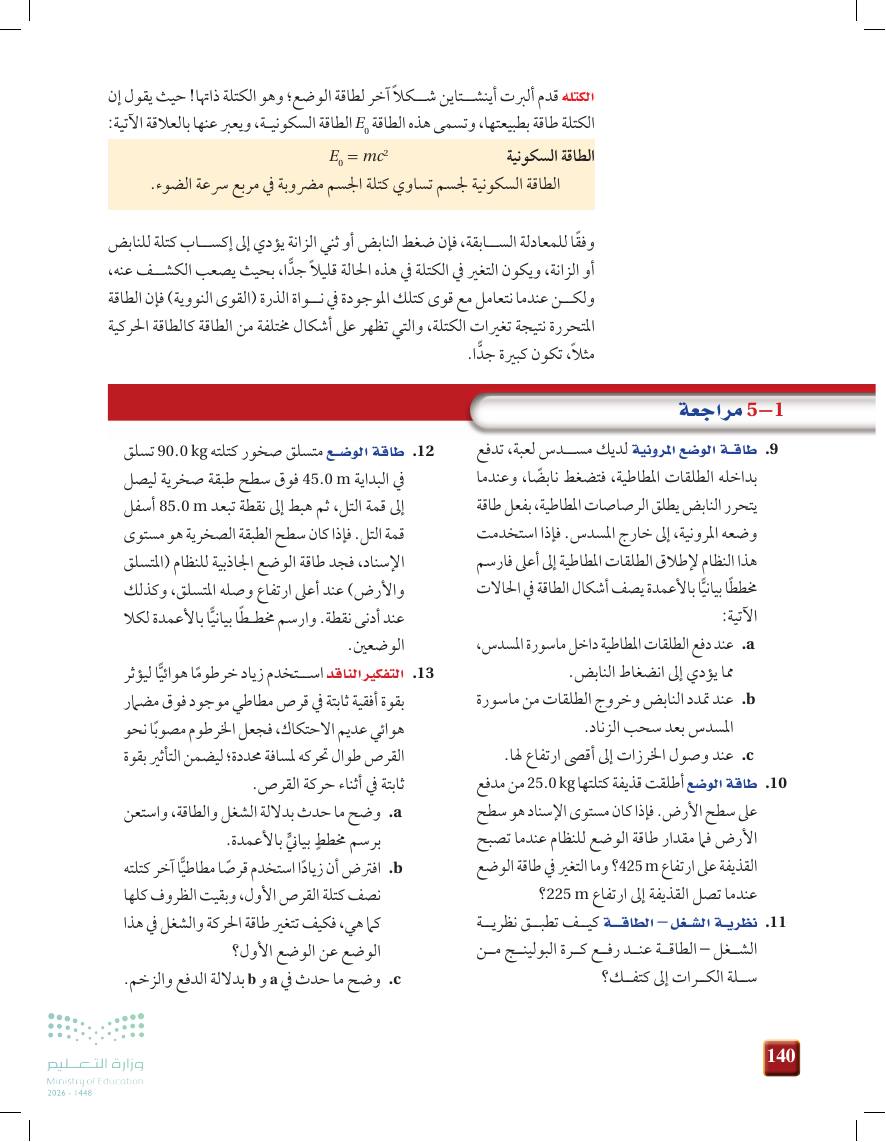 الكتله قدم ألبرت أينشتاين شكلاً آخر لطاقة الوضع؛ وهو الكتلة ذاتها! حيث يقول إن
الكتلة طاقة بطبيعتها، وتسمى هذه الطاقة E₀ الطاقة السكونية، ويعبر عنها بالعلاقة الآتية:
الطاقة السكونية E₀ = mc²
الطاقة السكونية لجسم تساوي كتلة الجسم مضروبة في مربع سرعة الضوء.
وفقًا للمعادلة السابقة، فإن ضغط النابض أو ثني الزانة يؤدي إلى إكساب كتلة للنابض
أو الزانة، ويكون التغير في الكتلة في هذه الحالة قليلاً جدًّا، بحيث يصعب الكشف عنه،
ولكن عندما نتعامل مع قوى كتلك الموجودة في نواة الذرة (القوى النووية) فإن الطاقة
المتحررة نتيجة تغيرات الكتلة، والتي تظهر على أشكال مختلفة من الطاقة كالطاقة الحركية
مثلاً، تكون كبيرة جدًّا.
5–1 مراجعة
9. طاقة الوضع المرونية لديك مسدس لعبة، تدفع
بداخله الطلقات المطاطية، فتضغط نابضًا، وعندما
يتحرر النابض يطلق الرصاصات المطاطية، بفعل طاقة
وضعه المرونية، إلى خارج المسدس. فإذا استخدمت
هذا النظام لإطلاق الطلقات المطاطية إلى أعلى فارسم
مخططًا بيانيًّا بالأعمدة يصف أشكال الطاقة في الحالات
الآتية:
a. عند دفع الطلقات المطاطية داخل ماسورة المسدس،
مما يؤدي إلى انضغاط النابض.
b. عند تمدد النابض وخروج الطلقات من ماسورة
المسدس بعد سحب الزناد.
c. عند وصول الخرزات إلى أقصى ارتفاع لها.
10. طاقة الوضع أطلقت قذيفة كتلتها 25.0 kg من مدفع
على سطح الأرض. فإذا كان مستوى الإسناد هو سطح
الأرض فما مقدار طاقة الوضع للنظام عندما تصبح
القذيفة على ارتفاع 425 m؟ وما التغير في طاقة الوضع
عندما تصل القذيفة إلى ارتفاع 225 m؟
11. نظرية الشغل – الطاقة كيف تطبق نظرية
الشغل – الطاقة عند رفع كرة البولينج من
سلة الكرات إلى كتفك؟
12. طاقة الوضع متسلق صخور كتلته 90.0 kg تسلق
في البداية 45.0 m فوق سطح طبقة صخرية ليصل
إلى قمة التل، ثم هبط إلى نقطة تبعد 85.0 m أسفل
قمة التل. فإذا كان سطح الطبقة الصخرية هو مستوى
الإسناد، فجد طاقة الوضع الجاذبية للنظام (المتسلق
والأرض) عند أعلى ارتفاع وصله المتسلق، وكذلك
عند أدنى نقطة. وارسم مخططًا بيانيًّا بالأعمدة لكلا
الوضعين.
13. التفكير الناقد استخدم زياد خرطومًا هوائيًّا ليؤثر
بقوة أفقية ثابتة في قرص مطاطي موجود فوق مضمار
هوائي عديم الاحتكاك، فجعل الخرطوم مصوبًا نحو
القرص طوال تحركه لمسافة محددة؛ ليضمن التأثير بقوة
ثابتة في أثناء حركة القرص.
a. وضح ما حدث بدلالة الشغل والطاقة، واستعن
برسم مخططٍ بيانيٍّ بالأعمدة.
b. افترض أن زيادًا استخدم قرصًا مطاطيًّا آخر كتلته
نصف كتلة القرص الأول، وبقيت الظروف كلها
كما هي، فكيف تتغير طاقة الحركة والشغل في هذا
الوضع عن الوضع الأول؟
c. وضح ما حدث في a و b بدلالة الدفع والزخم.
وزارة التعليم
Ministry of Education
2026 - 1448
140